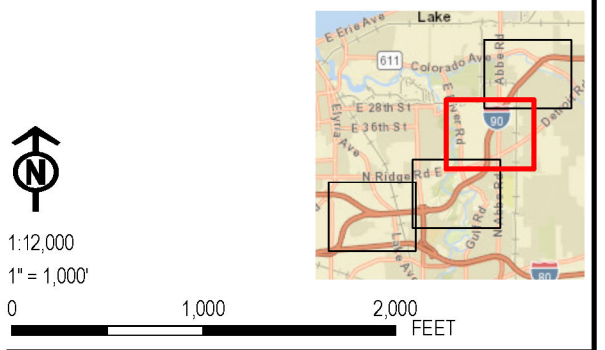 E Erie Ave
Lake
611
Colorado Ave
Abbe Rd
E 28th St
E River Rd
90
Detroit Rd
E 36th St
Elyria Ave
N Ridge Rd E
N Abbe Rd
Gulf Rd
Lake Ave
80
N
1:12,000
1" = 1,000'
0 1,000 2,000
FEET